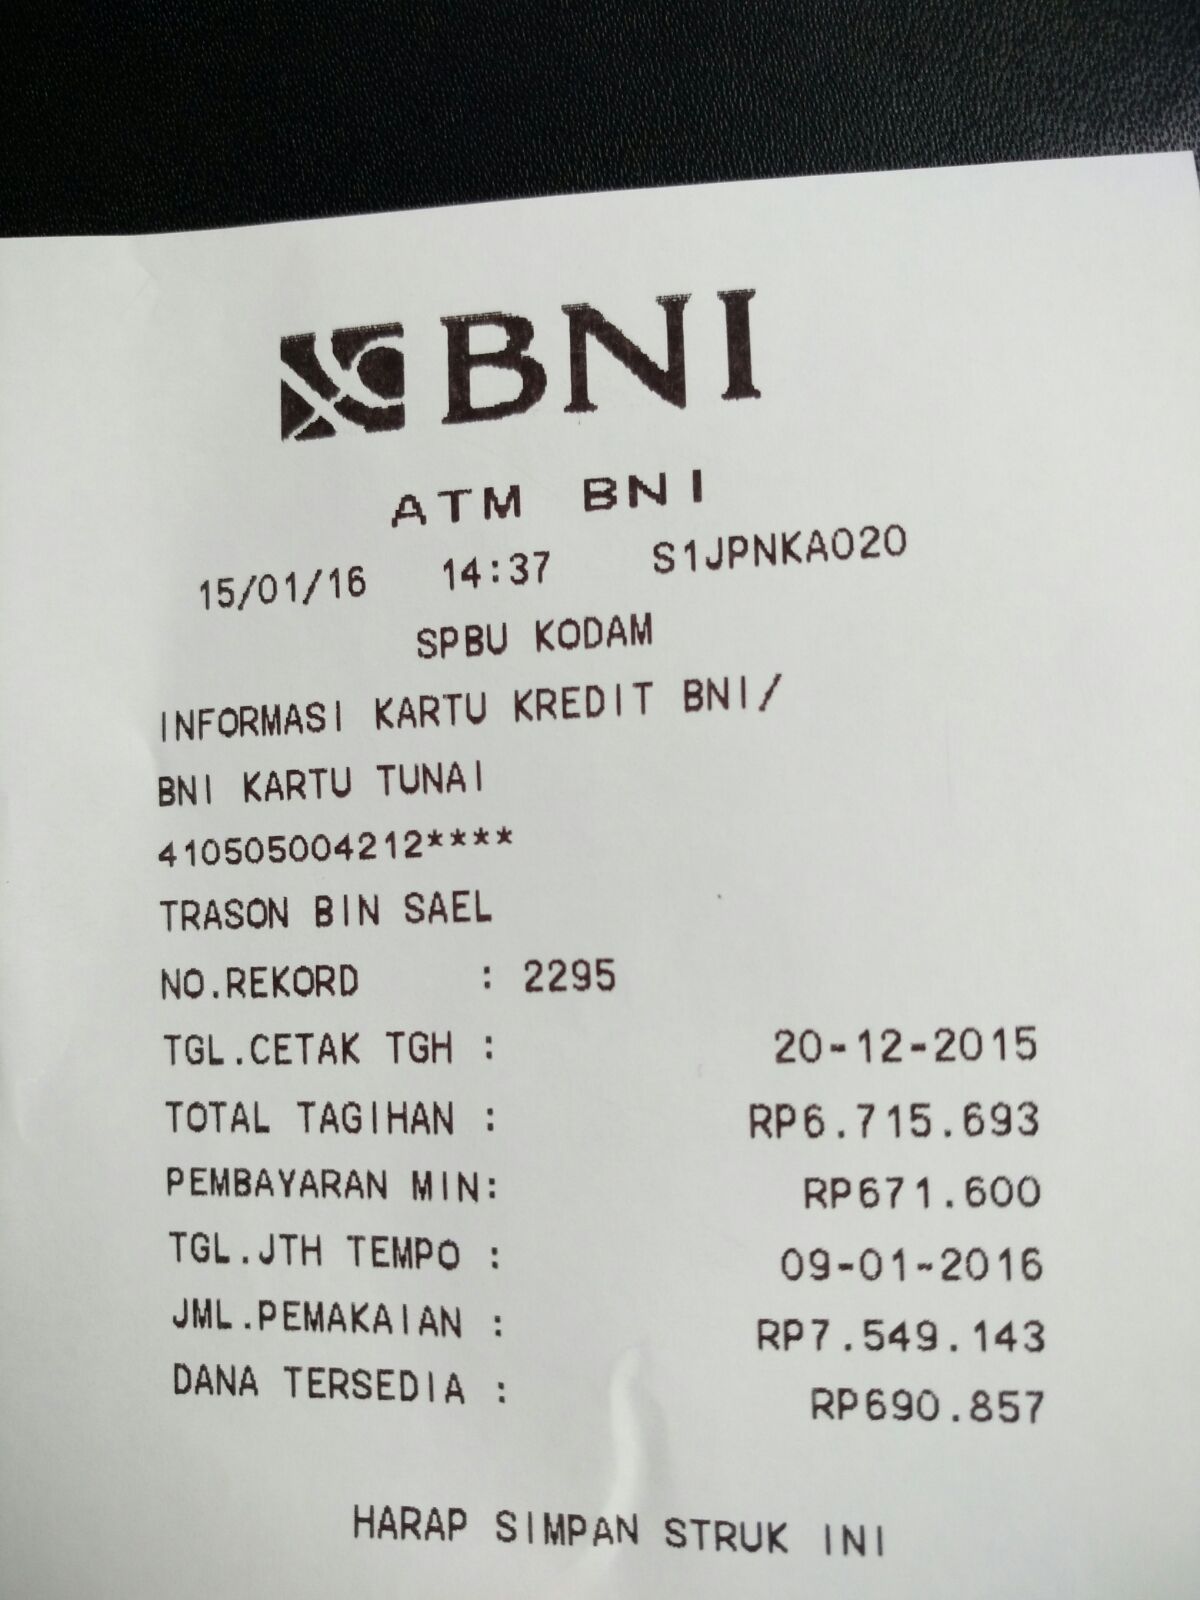 BNI
ATM BNI
15/01/16 14:37 S1JPNKA020
SPBU KODAM
INFORMASI KARTU KREDIT BNI/
BNI KARTU TUNAI
410505004212****
TRASON BIN SAEL
NO.REKORD : 2295
TGL.CETAK TGH : 20-12-2015
TOTAL TAGIHAN : RP6.715.693
PEMBAYARAN MIN: RP671.600
TGL.JTH TEMPO : 09-01-2016
JML.PEMAKAIAN : RP7.549.143
DANA TERSEDIA : RP690.857
HARAP SIMPAN STRUK INI